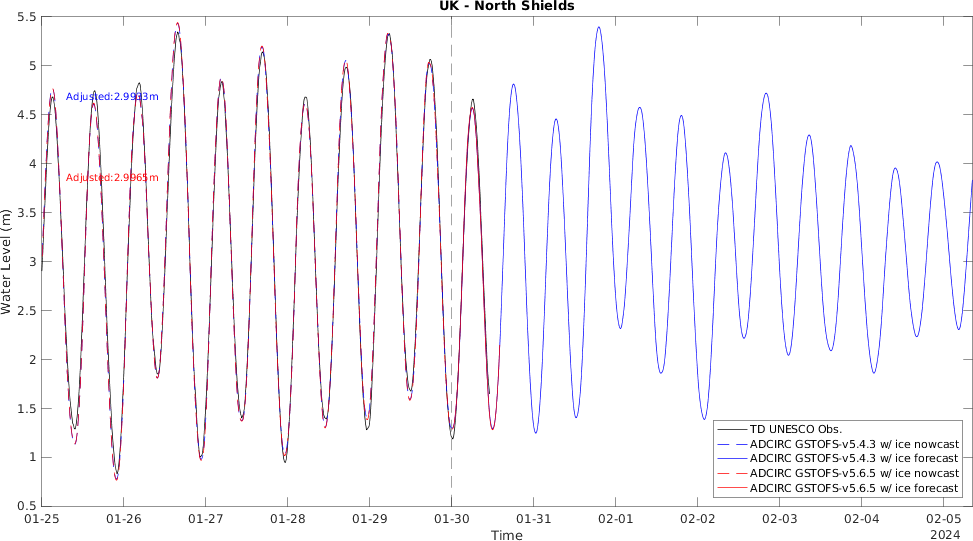 UK - North Shields
5.5
5
4.5
4
3.5
3
2.5
2
1.5
1
0.5
Water Level (m)
Adjusted:2.9933m
Adjusted:2.9965m
TD UNESCO Obs.
ADCIRC GSTOFS-v5.4.3 w/ ice nowcast
ADCIRC GSTOFS-v5.4.3 w/ ice forecast
ADCIRC GSTOFS-v5.6.5 w/ ice nowcast
ADCIRC GSTOFS-v5.6.5 w/ ice forecast
01-25 01-26 01-27 01-28 01-29 01-30 01-31 02-01 02-02 02-03 02-04 02-05
Time
2024